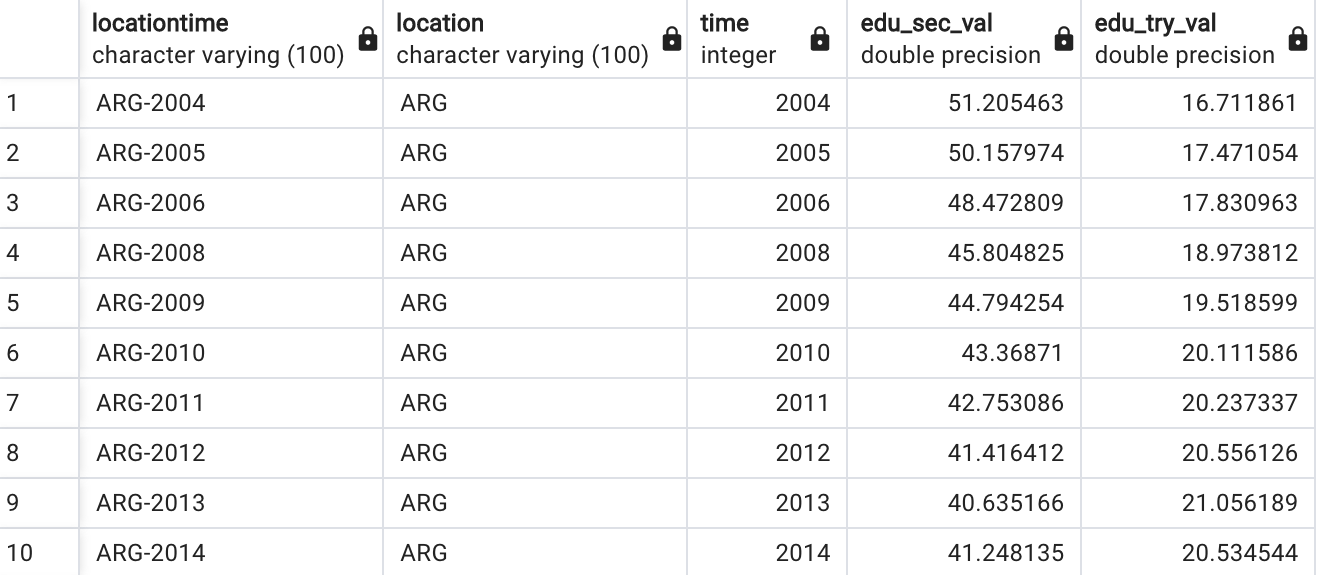 locationtime location time edu_sec_val edu_try_val
character varying (100) character varying (100) integer double precision double precision
1 ARG-2004 ARG 2004 51.205463 16.711861
2 ARG-2005 ARG 2005 50.157974 17.471054
3 ARG-2006 ARG 2006 48.472809 17.830963
4 ARG-2008 ARG 2008 45.804825 18.973812
5 ARG-2009 ARG 2009 44.794254 19.518599
6 ARG-2010 ARG 2010 43.36871 20.111586
7 ARG-2011 ARG 2011 42.753086 20.237337
8 ARG-2012 ARG 2012 41.416412 20.556126
9 ARG-2013 ARG 2013 40.635166 21.056189
10 ARG-2014 ARG 2014 41.248135 20.534544